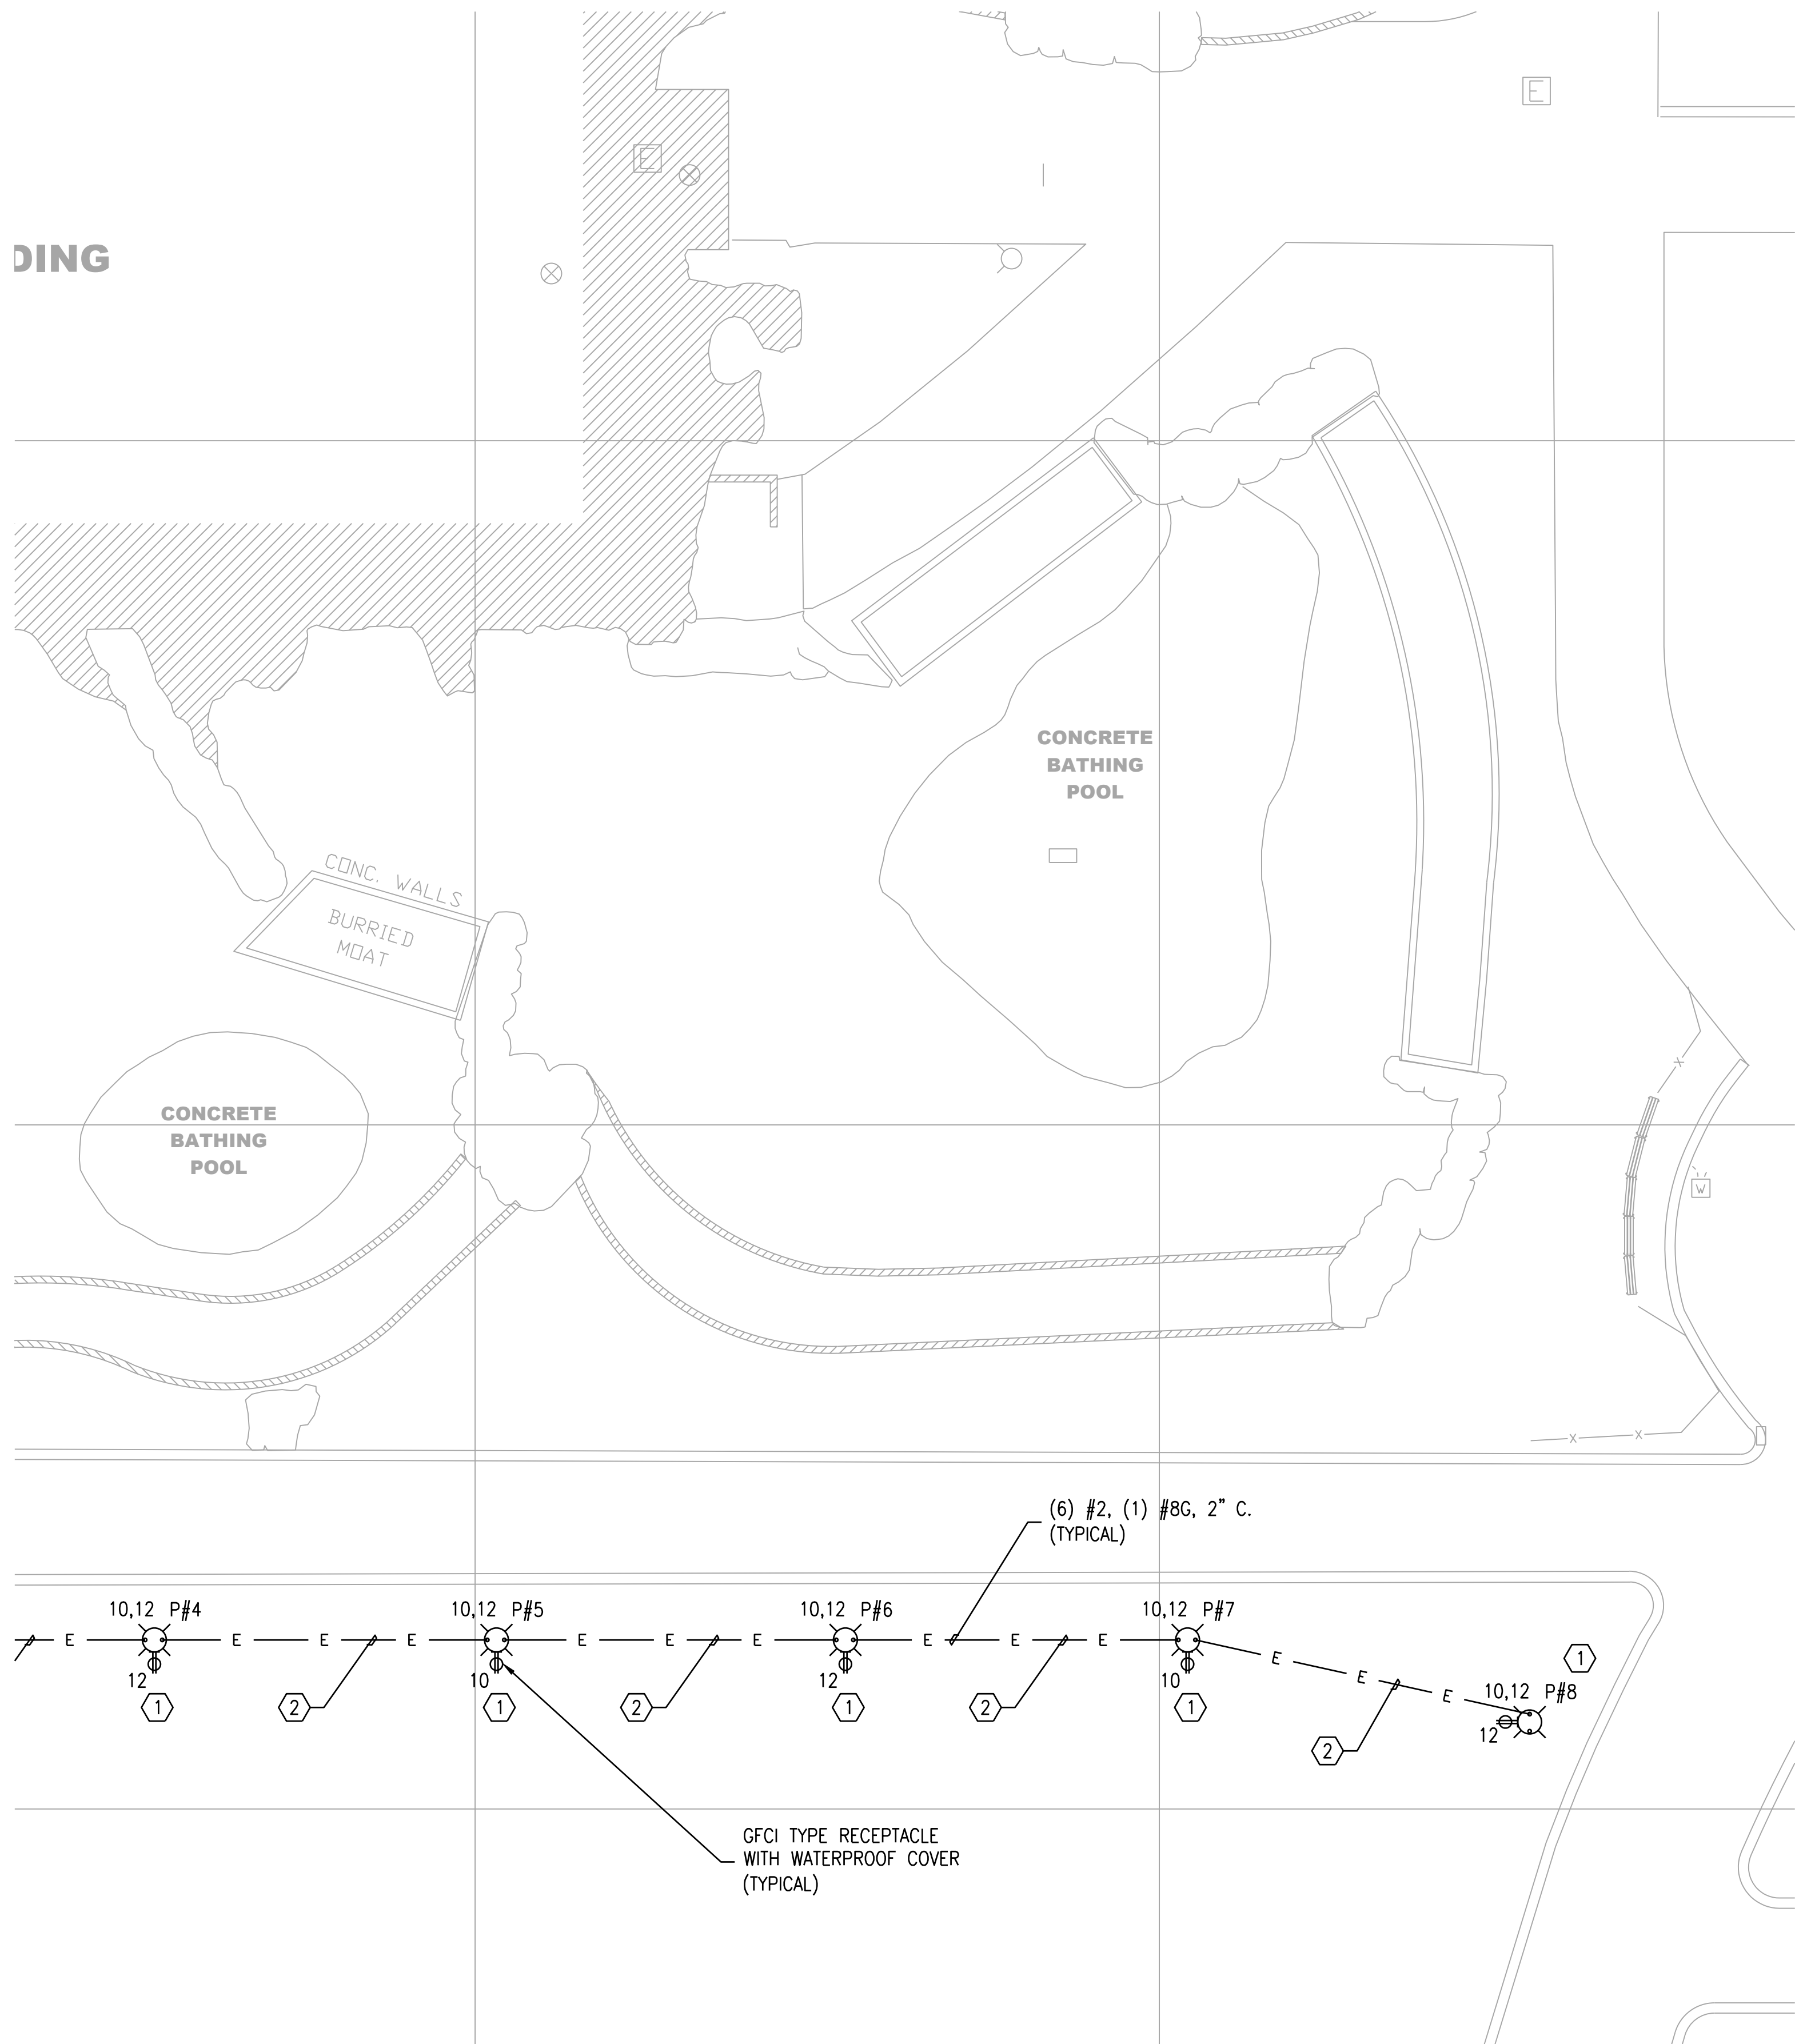 E
E
DING
CONCRETE
BATHING
POOL
CONC. WALLS
BURRIED
MOAT
CONCRETE
BATHING
POOL
X
W
X
X
(6) #2, (1) #8G, 2" C.
(TYPICAL)
10,12 P#4
10,12 P#5
10,12 P#6
10,12 P#7
E E E E E E E E E E
E E E
12
10
12
10
1
2
1
2
1
2
1
1
10,12 P#8
12
2
GFCI TYPE RECEPTACLE
WITH WATERPROOF COVER
(TYPICAL)